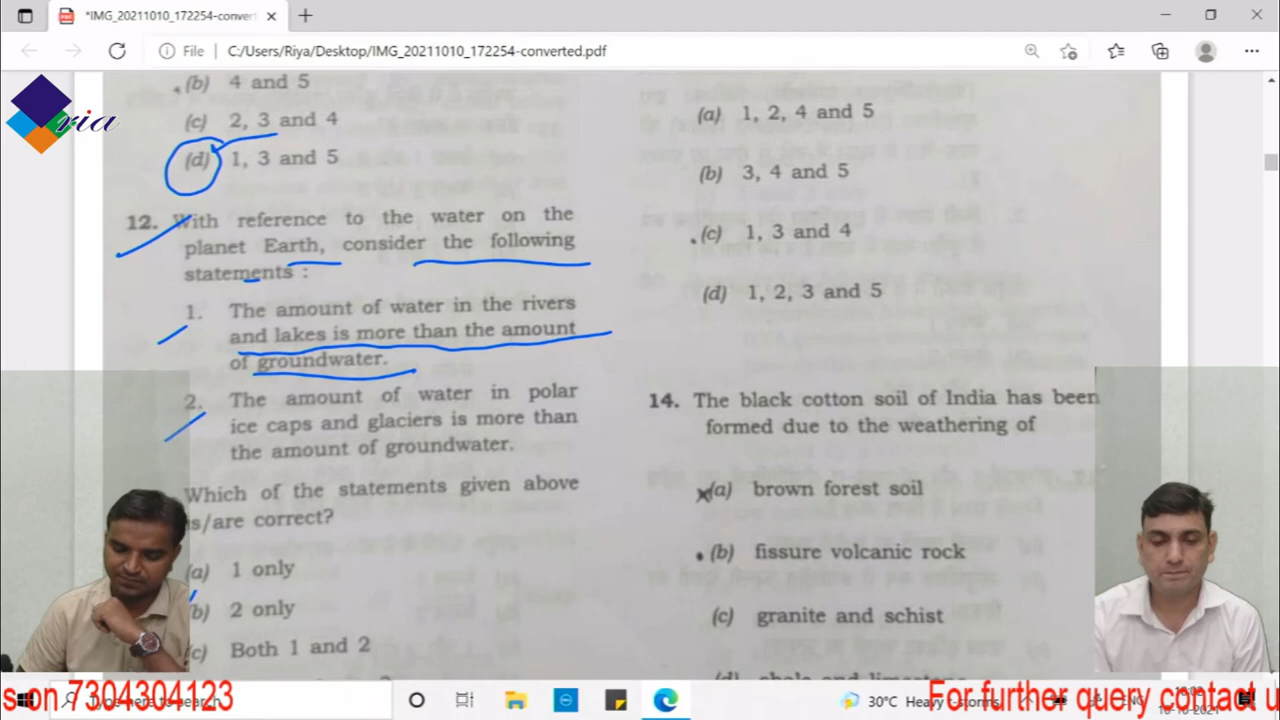 *IMG_20211010_172254-convert
File
C:/Users/Riya/Desktop/IMG_20211010_172254-converted.pdf
ria
(b) 4 and 5
(c) 2, 3 and 4
(d) 1, 3 and 5
12. With reference to the water on the
planet Earth, consider the following
statements :
1. The amount of water in the rivers
and lakes is more than the amount
of groundwater.
2. The amount of water in polar
ice caps and glaciers is more than
the amount of groundwater.
Which of the statements given above
is/are correct?
(a) 1 only
(b) 2 only
(c) Both 1 and 2
(a) 1, 2, 4 and 5
(b) 3, 4 and 5
(c) 1, 3 and 4
(d) 1, 2, 3 and 5
14. The black cotton soil of India has been
formed due to the weathering of
(a) brown forest soil
(b) fissure volcanic rock
(c) granite and schist
s on 7304304123
For further query contact u
30°C Heavy t-storms